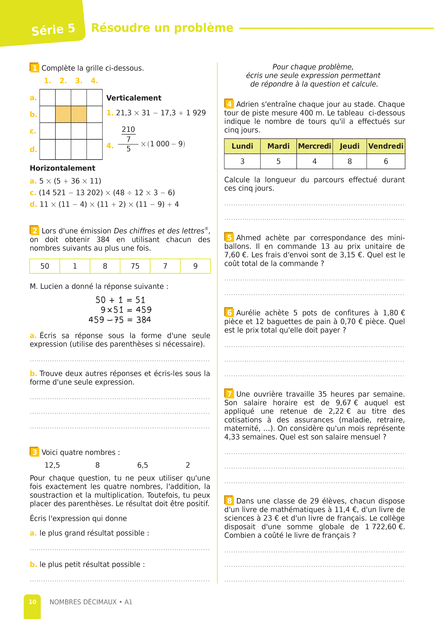 Série 5 Résoudre un problème
1 Complète la grille ci-dessous.
1. 2. 3. 4.
a.
b.
c.
d.
Verticalement
1. 21,3 × 31 − 17,3 + 1 929
4. 210 / 7 / 5 × (1 000 − 9)
Horizontalement
a. 5 × (5 + 36 × 11)
c. (14 521 − 13 202) × (48 ÷ 12 × 3 − 6)
d. 11 × (11 − 4) × (11 + 2) × (11 − 9) + 4
2 Lors d'une émission Des chiffres et des lettres®,
on doit obtenir 384 en utilisant chacun des
nombres suivants au plus une fois.
50 1 8 75 7 9
M. Lucien a donné la réponse suivante :
50 + 1 = 51
9×51 = 459
459 −75 = 384
a. Écris sa réponse sous la forme d'une seule
expression (utilise des parenthèses si nécessaire).
b. Trouve deux autres réponses et écris-les sous la
forme d'une seule expression.
3 Voici quatre nombres :
12,5 8 6,5 2
Pour chaque question, tu ne peux utiliser qu'une
fois exactement les quatre nombres, l'addition, la
soustraction et la multiplication. Toutefois, tu peux
placer des parenthèses. Le résultat doit être positif.
Écris l'expression qui donne
a. le plus grand résultat possible :
b. le plus petit résultat possible :
Pour chaque problème,
écris une seule expression permettant
de répondre à la question et calcule.
4 Adrien s'entraîne chaque jour au stade. Chaque
tour de piste mesure 400 m. Le tableau ci-dessous
indique le nombre de tours qu'il a effectués sur
cinq jours.
Lundi Mardi Mercredi Jeudi Vendredi
3 5 4 8 6
Calcule la longueur du parcours effectué durant
ces cinq jours.
5 Ahmed achète par correspondance des mini-
ballons. Il en commande 13 au prix unitaire de
7,60 €. Les frais d'envoi sont de 3,15 €. Quel est le
coût total de la commande ?
6 Aurélie achète 5 pots de confitures à 1,80 €
pièce et 12 baguettes de pain à 0,70 € pièce. Quel
est le prix total qu'elle doit payer ?
7 Une ouvrière travaille 35 heures par semaine.
Son salaire horaire est de 9,67 € auquel est
appliqué une retenue de 2,22 € au titre des
cotisations à des assurances (maladie, retraite,
maternité, ...). On considère qu'un mois représente
4,33 semaines. Quel est son salaire mensuel ?
8 Dans une classe de 29 élèves, chacun dispose
d'un livre de mathématiques à 11,4 €, d'un livre de
sciences à 23 € et d'un livre de français. Le collège
disposait d'une somme globale de 1 722,60 €.
Combien a coûté le livre de français ?
10 NOMBRES DÉCIMAUX • A1